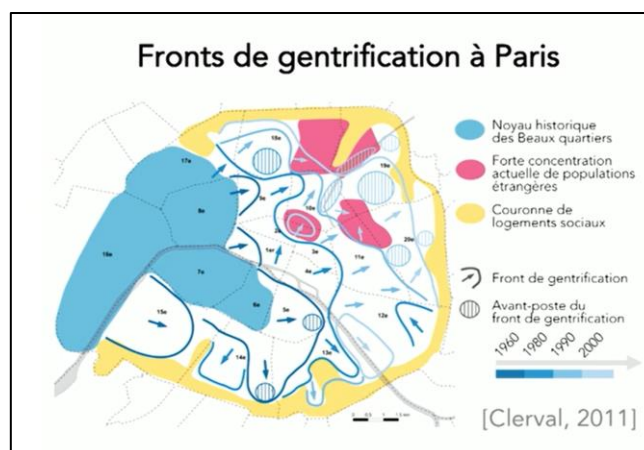 Fronts de gentrification à Paris
Noyau historique
des Beaux quartiers
Forte concentration
actuelle de populations
étrangères
Couronne de
logements sociaux
Front de gentrification
Avant-poste du
front de gentrification
1960
1980
1990
2000
[Clerval, 2011]
18e
17e
19e
9e
8e
10e
2e
3e
1er
11e
20e
16e
4e
7e
6e
5e
15e
12e
14e
13e